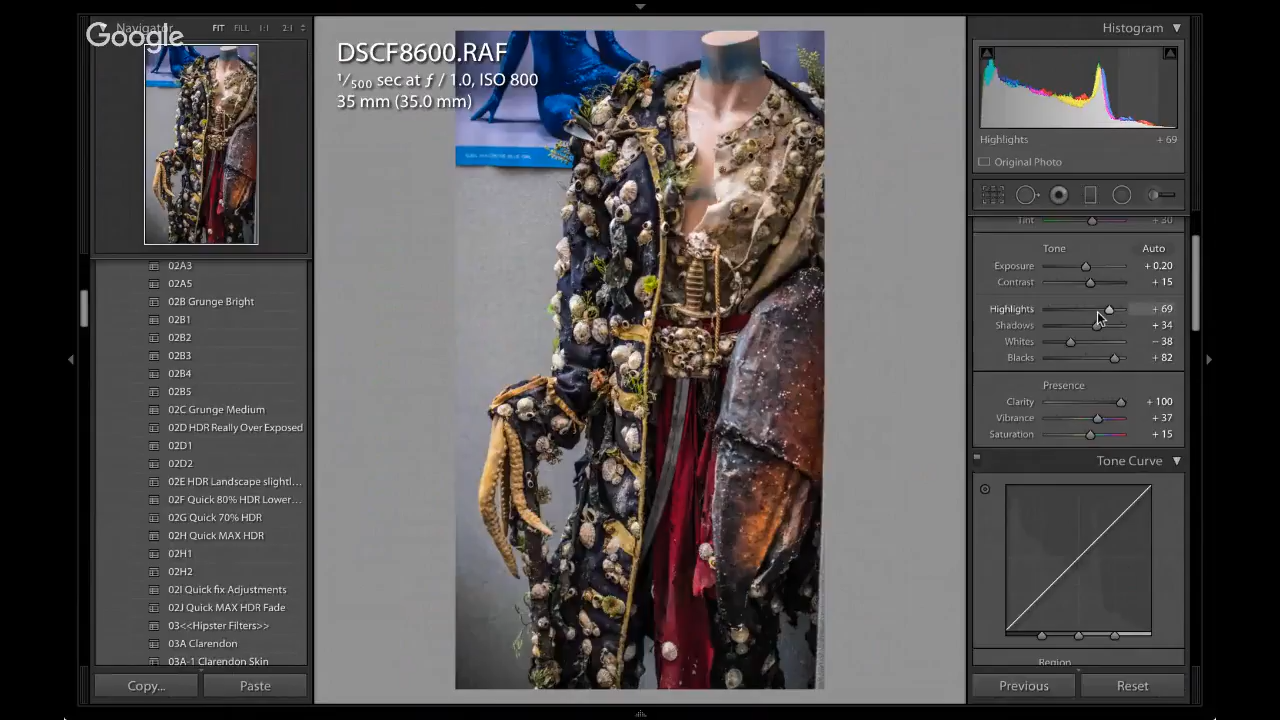 Google
Navigator FIT FILL 1:1 2:1
02A3
02A5
02B Grunge Bright
02B1
02B2
02B3
02B4
02B5
02C Grunge Medium
02D HDR Really Over Exposed
02D1
02D2
02E HDR Landscape slightl...
02F Quick 80% HDR Lower...
02G Quick 70% HDR
02H Quick MAX HDR
02H1
02H2
02I Quick fix Adjustments
02J Quick MAX HDR Fade
03<<Hipster Filters>>
03A Clarendon
03A-1 Clarendon Skin
Copy... Paste
DSCF8600.RAF
1/500 sec at ƒ / 1.0, ISO 800
35 mm (35.0 mm)
Histogram
Highlights + 69
Original Photo
Tint + 30
Tone Auto
Exposure + 0.20
Contrast + 15
Highlights + 69
Shadows + 34
Whites − 38
Blacks + 82
Presence
Clarity + 100
Vibrance + 37
Saturation + 15
Tone Curve
Region
Previous Reset